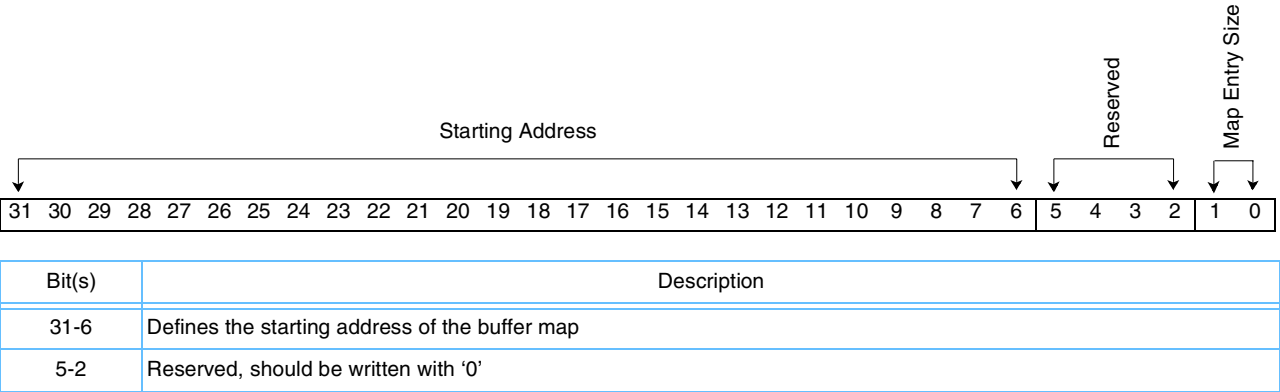 Starting Address
Reserved
Map Entry Size
31 30 29 28 27 26 25 24 23 22 21 20 19 18 17 16 15 14 13 12 11 10 9 8 7 6 5 4 3 2 1 0
Bit(s) Description
31-6 Defines the starting address of the buffer map
5-2 Reserved, should be written with ‘0’